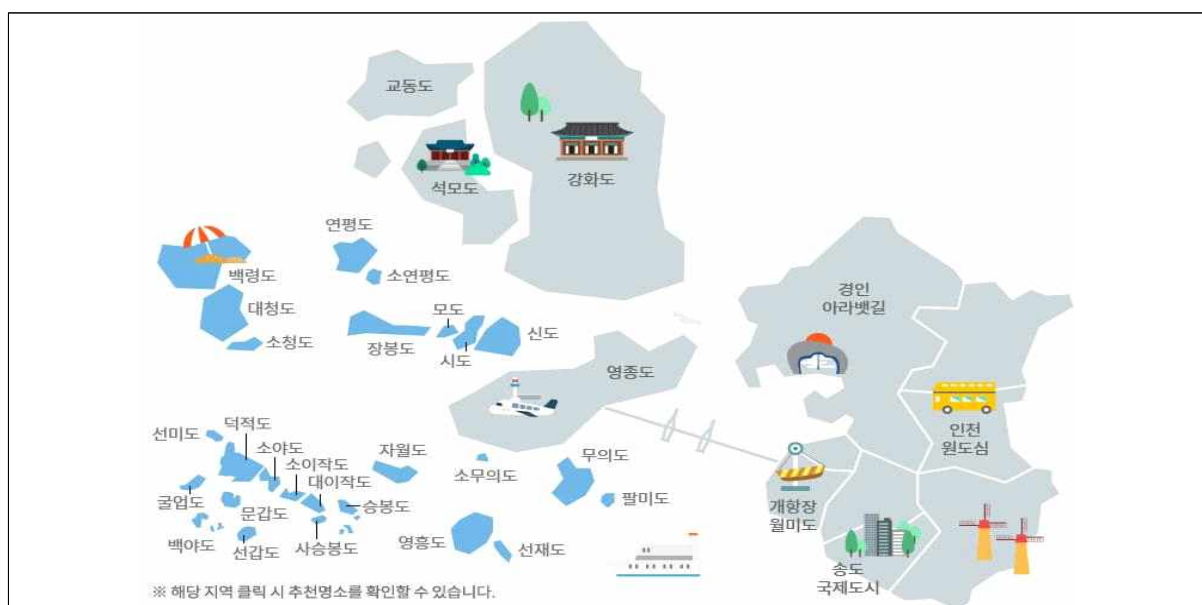 교동도
강화도
석모도
연평도
소연평도
백령도
대청도
소청도
모도
신도
장봉도
시도
경인
아라뱃길
영종도
인천
원도심
덕적도
선미도
소야도
소이작도
대이작도
자월도
소무의도
무의도
팔미도
굴업도
문갑도
승봉도
백야도
선갑도
사승봉도
영흥도
선재도
개항장
월미도
송도
국제도시
※ 해당 지역 클릭 시 추천명소를 확인할 수 있습니다.